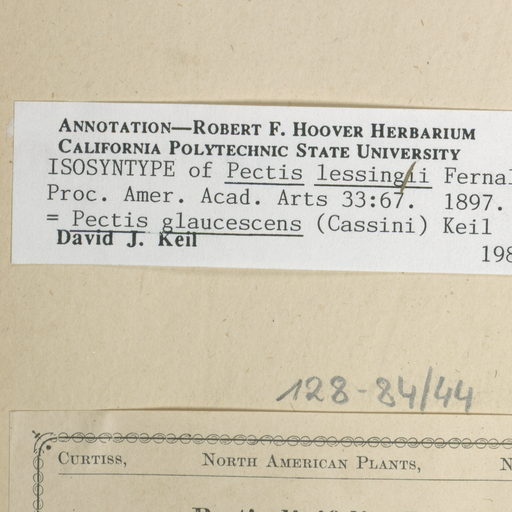 ANNOTATION—ROBERT F. HOOVER HERBARIUM
CALIFORNIA POLYTECHNIC STATE UNIVERSITY
ISOSYNTYPE of Pectis lessingii Fernal
Proc. Amer. Acad. Arts 33:67. 1897.
= Pectis glaucescens (Cassini) Keil
David J. Keil
198
128-84/44
CURTISS, NORTH AMERICAN PLANTS, N